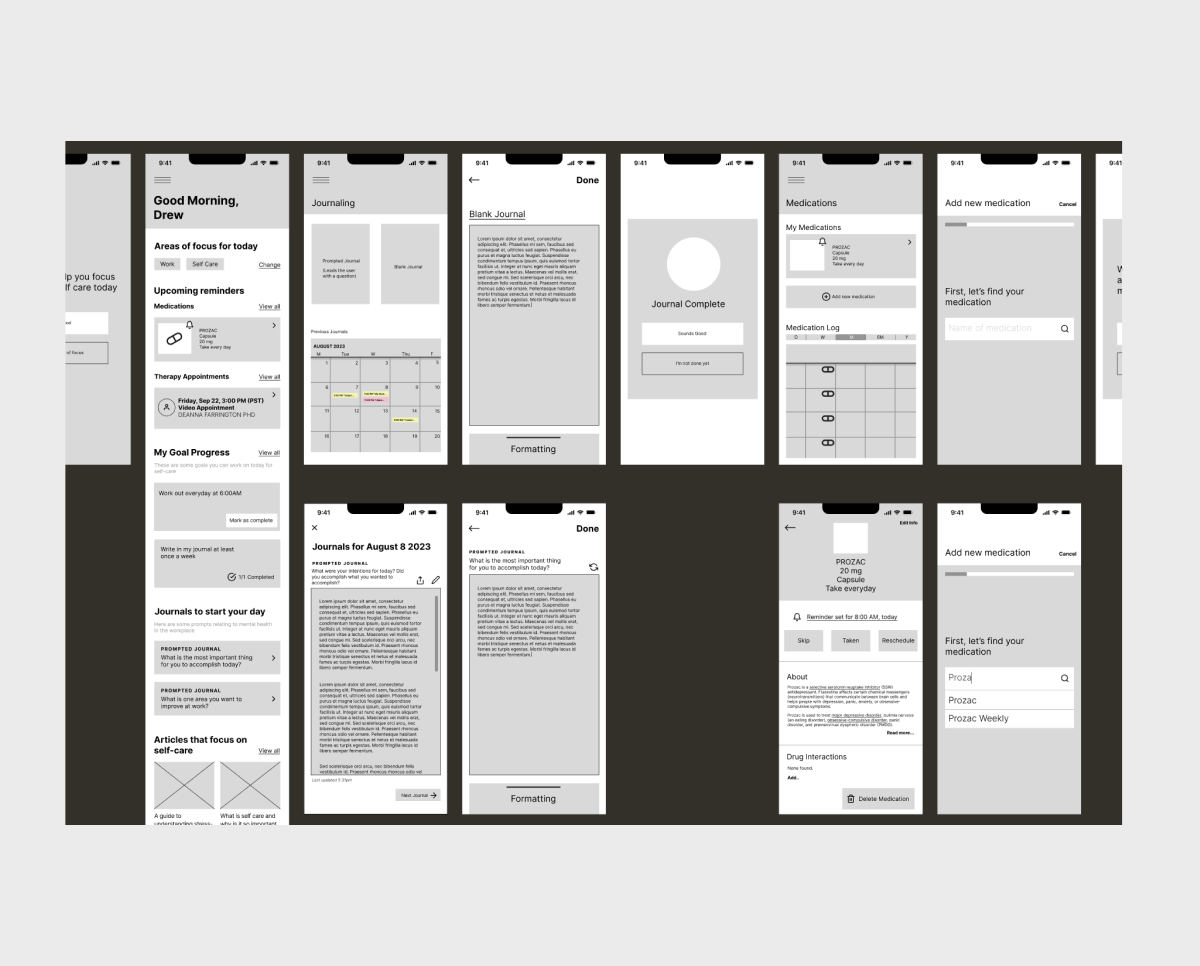 lp you focus
lf care today
of focus
9:41
Good Morning,
Drew
Areas of focus for today
Work
Self Care
Change
Upcoming reminders
Medications
View all
PROZAC
Capsule
20 mg
Take every day
Therapy Appointments
View all
Friday, Sep 22, 3:00 PM (PST)
Video Appointment
DEANNA FARRINGTON PHD
My Goal Progress
View all
These are some goals you can work on today for
self-care
Work out everyday at 6:00AM
Mark as complete
Write in my journal at least
once a week
1/1 Completed
Journals to start your day
Here are some prompts relating to mental health
in the workplace
PROMPTED JOURNAL
What is the most important thing
for you to accomplish today?
PROMPTED JOURNAL
What is one area you want to
improve at work?
Articles that focus on
self-care
View all
A guide to
understanding stress-
What is self care and
why is it so important
9:41
Journaling
Prompted Journal
(Leads the user
with a question)
Blank Journal
Previous Journals
AUGUST 2023
M Tue W Thu F
1 2 3 4 5
6 7 8 9 10
11 12 13 14 15
16 17 18 19 20
9:41
Done
Blank Journal
Lorem ipsum dolor sit amet, consectetur
adipiscing elit. Phasellus mi sem, faucibus sed
consequat et, ultricies sed sapien. Phasellus eu
pretium magna luctus feugiat. Suspendisse
condimentum tempus ipsum, quis euismod tortor
facilisis ut. Integer at nunc eget mauris aliquam
pretium vitae a lectus. Maecenas vel mollis erat,
sed congue mi. Sed scelerisque orci arcu, nec
bibendum felis vestibulum id. Praesent rhoncus
rhoncus odio vel ornare. Phasellus elementum
morbi tristique senectus et netus et malesuada
fames ac turpis egestas. Morbi fringilla lacus id
libero semper fermentum.
Formatting
9:41
Journal Complete
Sounds Good
I'm not done yet
9:41
Medications
My Medications
PROZAC
Capsule
20 mg
Take every day
Add new medication
Medication Log
D W W 6M Y
9:41
Add new medication
Cancel
First, let's find your
medication
Name of medication
9:41
9:41
Journals for August 8 2023
PROMPTED JOURNAL
What were your intentions for today? Did
you accomplish what you wanted to
accomplish?
Lorem ipsum dolor sit amet, consectetur
adipiscing elit. Phasellus mi sem, faucibus sed
consequat et, ultricies sed sapien. Phasellus eu
pretium magna luctus feugiat. Suspendisse
condimentum tempus ipsum, quis euismod tortor
facilisis ut. Integer at nunc eget mauris aliquam
pretium vitae a lectus. Maecenas vel mollis erat,
sed congue mi. Sed scelerisque orci arcu, nec
bibendum felis vestibulum id. Praesent rhoncus
rhoncus odio vel ornare. Phasellus elementum
morbi tristique senectus et netus et malesuada
fames ac turpis egestas. Morbi fringilla lacus id
libero semper fermentum.
Lorem ipsum dolor sit amet, consectetur
adipiscing elit. Phasellus mi sem, faucibus sed
consequat et, ultricies sed sapien. Phasellus eu
pretium magna luctus feugiat. Suspendisse
condimentum tempus ipsum, quis euismod tortor
facilisis ut. Integer at nunc eget mauris aliquam
pretium vitae a lectus. Maecenas vel mollis erat,
sed congue mi. Sed scelerisque orci arcu, nec
bibendum felis vestibulum id. Praesent rhoncus
rhoncus odio vel ornare. Phasellus elementum
morbi tristique senectus et netus et malesuada
fames ac turpis egestas. Morbi fringilla lacus id
libero semper fermentum.
Sed scelerisque orci arcu, nec bibendum felis
vestibulum id. Praesent rhoncus rhoncus odio vel
Last updated 5:31pm
Next Journal
9:41
Done
PROMPTED JOURNAL
What is the most important thing
for you to accomplish today?
Lorem ipsum dolor sit amet, consectetur
adipiscing elit. Phasellus mi sem, faucibus sed
consequat et, ultricies sed sapien. Phasellus eu
pretium magna luctus feugiat. Suspendisse
condimentum tempus ipsum, quis euismod tortor
facilisis ut. Integer at nunc eget mauris aliquam
pretium vitae a lectus. Maecenas vel mollis erat,
sed congue mi. Sed scelerisque orci arcu, nec
bibendum felis vestibulum id. Praesent rhoncus
rhoncus odio vel ornare. Phasellus elementum
morbi tristique senectus et netus et malesuada
fames ac turpis egestas. Morbi fringilla lacus id
libero semper fermentum.
Formatting
9:41
Edit Info
PROZAC
20 mg
Capsule
Take everyday
Reminder set for 8:00 AM, today
Skip
Taken
Reschedule
About
Prozac is a selective serotonin reuptake inhibitor (SSRI)
antidepressant. Fluoxetine affects certain chemical messengers
(neurotransmitters) that communicate between brain cells and
helps people with depression, panic, anxiety, or obsessive-
compulsive symptoms.
Prozac is used to treat major depressive disorder, bulimia nervosa
(an eating disorder), obsessive-compulsive disorder, panic
disorder, and premenstrual dysphoric disorder (PMDD).
Read more...
Drug Interactions
None found.
Add..
Delete Medication
9:41
Add new medication
Cancel
First, let's find your
medication
Proza
Prozac
Prozac Weekly